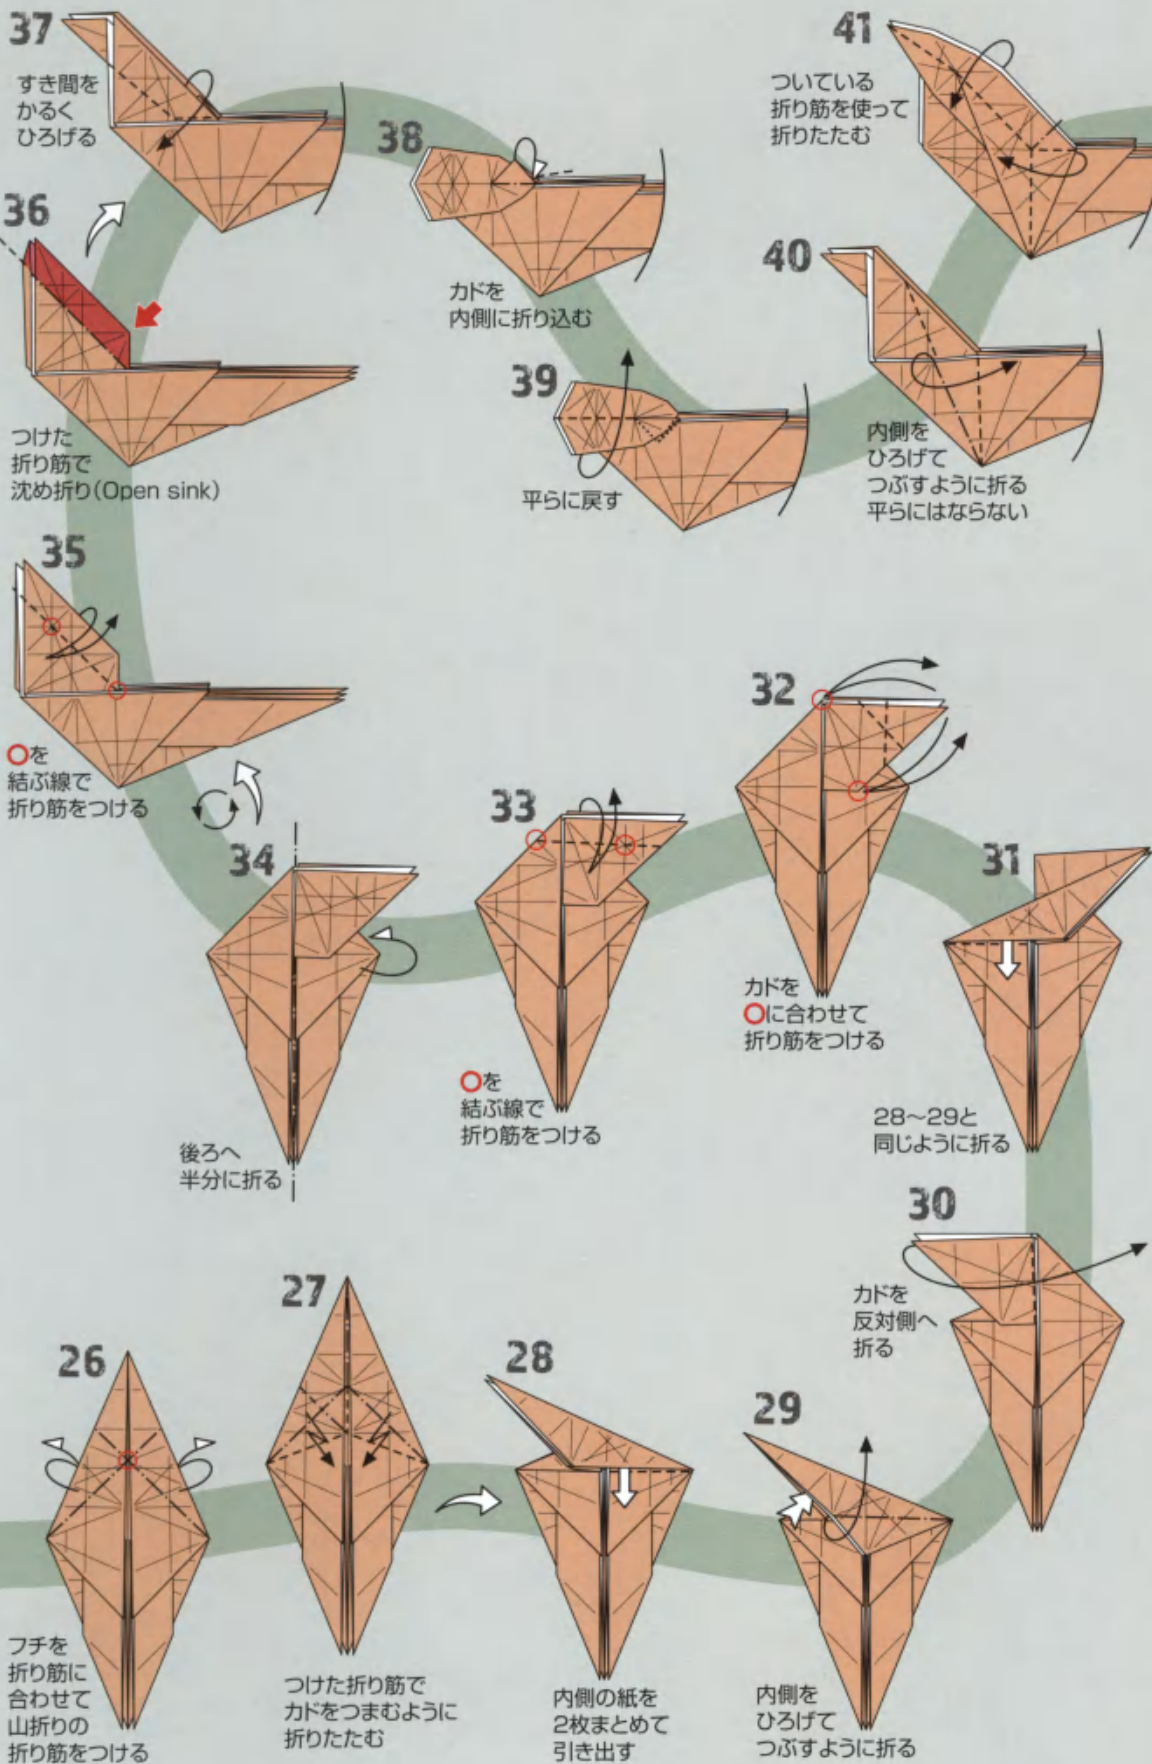 26
フチを
折り筋に
合わせて
山折りの
折り筋をつける
27
つけた折り筋で
カドをつまむように
折りたたむ
28
内側の紙を
2枚まとめて
引き出す
29
内側を
ひろげて
つぶすように折る
30
カドを
反対側へ
折る
31
28〜29と
同じように折る
32
カドを
○に合わせて
折り筋をつける
33
○を
結ぶ線で
折り筋をつける
34
後ろへ
半分に折る
35
○を
結ぶ線で
折り筋をつける
36
つけた
折り筋で
沈め折り(Open sink)
37
すき間を
かるく
ひろげる
38
カドを
内側に折り込む
39
平らに戻す
40
内側を
ひろげて
つぶすように折る
平らにはならない
41
ついている
折り筋を使って
折りたたむ